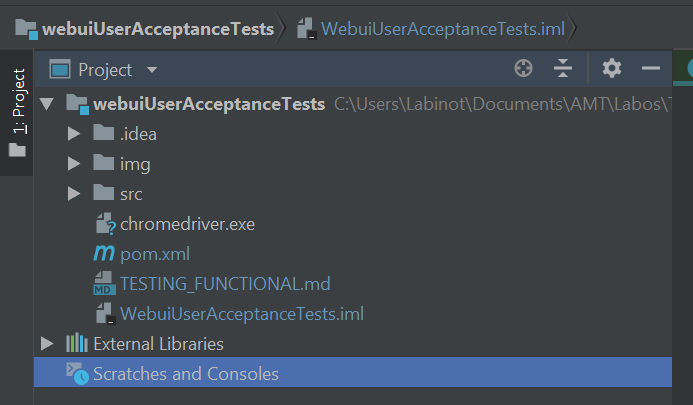 webuiUserAcceptanceTests WebuiUserAcceptanceTests.iml
1: Project
Project
webuiUserAcceptanceTests C:\Users\Labinot\Documents\AMT\Labos\
.idea
img
src
chromedriver.exe
m pom.xml
MD TESTING_FUNCTIONAL.md
WebuiUserAcceptanceTests.iml
External Libraries
Scratches and Consoles